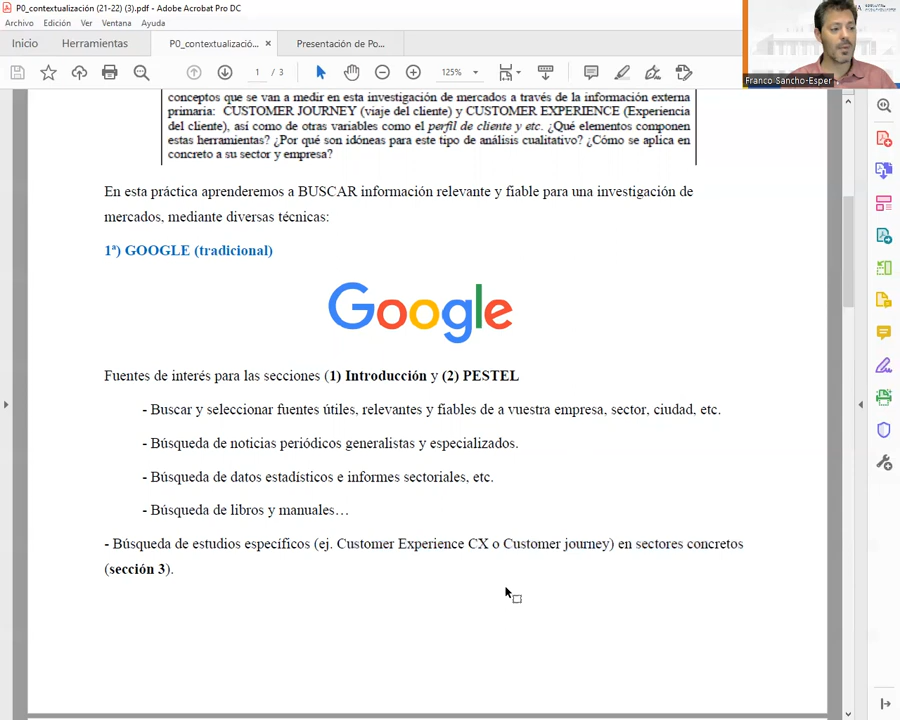 P0_contextualización (21-22) (3).pdf - Adobe Acrobat Pro DC
Archivo Edición Ver Ventana Ayuda
Inicio Herramientas P0_contextualizació... × Presentación de Po...
1 / 3 125%
Franco Sancho-Esper
conceptos que se van a medir en esta investigación de mercados a través de la información externa
primaria: CUSTOMER JOURNEY (viaje del cliente) y CUSTOMER EXPERIENCE (Experiencia
del cliente), así como de otras variables como el perfil de cliente y etc. ¿Qué elementos componen
estas herramientas? ¿Por qué son idóneas para este tipo de análisis cualitativo? ¿Cómo se aplica en
concreto a su sector y empresa?
En esta práctica aprenderemos a BUSCAR información relevante y fiable para una investigación de
mercados, mediante diversas técnicas:
1ª) GOOGLE (tradicional)
Google
Fuentes de interés para las secciones (1) Introducción y (2) PESTEL
- Buscar y seleccionar fuentes útiles, relevantes y fiables de a vuestra empresa, sector, ciudad, etc.
- Búsqueda de noticias periódicos generalistas y especializados.
- Búsqueda de datos estadísticos e informes sectoriales, etc.
- Búsqueda de libros y manuales…
- Búsqueda de estudios específicos (ej. Customer Experience CX o Customer journey) en sectores concretos
(sección 3).